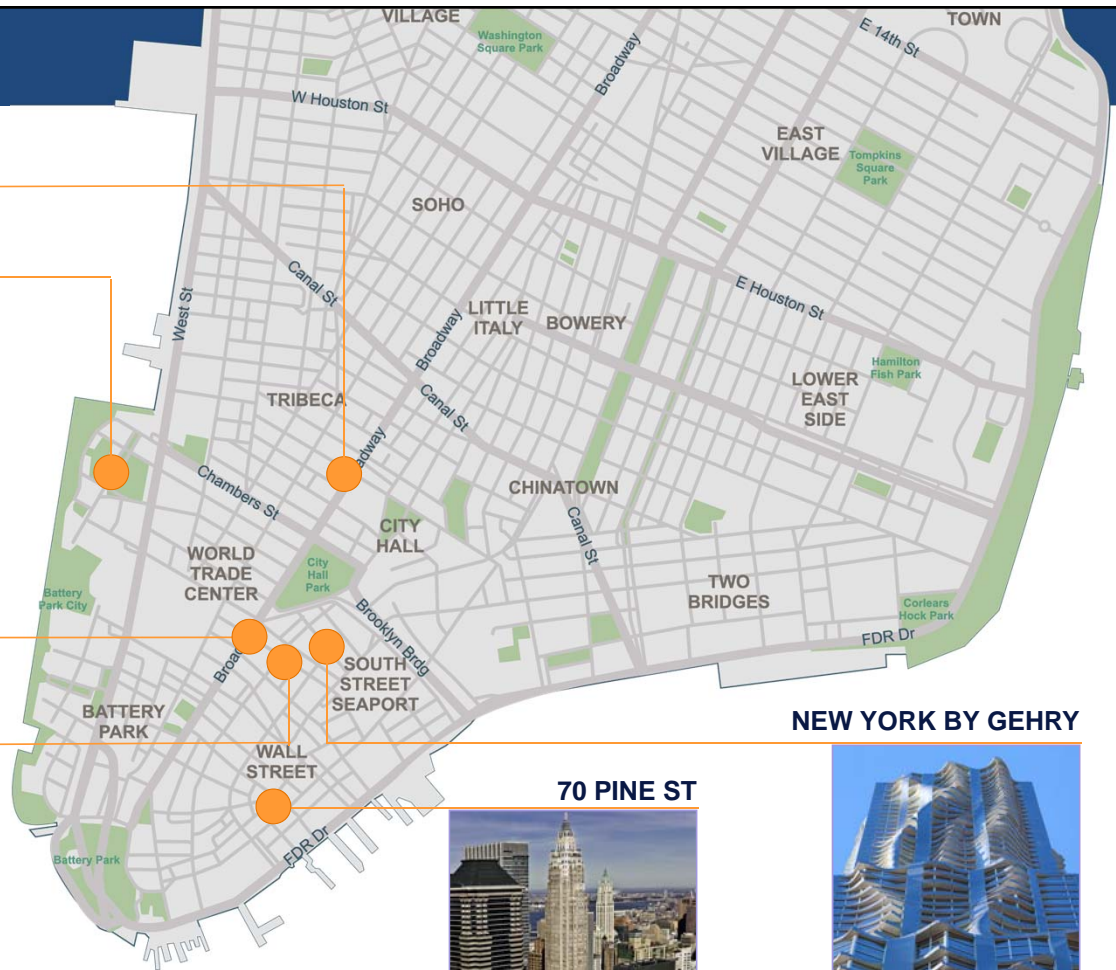 VILLAGE
TOWN
Washington
Square Park
Broadway
E 14th St
W Houston St
EAST
VILLAGE
Tompkins
Square
Park
SOHO
Canal St
E Houston St
West St
LITTLE
ITALY
BOWERY
Broadway
Hamilton
Fish Park
LOWER
EAST
SIDE
TRIBECA
Canal St
adway
Chambers St
CHINATOWN
CITY
HALL
Canal St
WORLD
TRADE
CENTER
City
Hall
Park
TWO
BRIDGES
Battery
Park City
Brooklyn Brdg
Corlears
Hock Park
FDR Dr
Broa
SOUTH
STREET
SEAPORT
BATTERY
PARK
NEW YORK BY GEHRY
WALL
STREET
70 PINE ST
FDR Dr
Battery Park